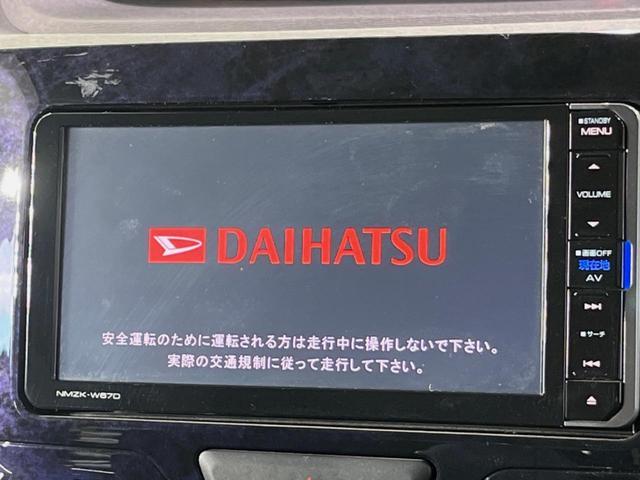 ■STANDBY
MENU
VOLUME
■画面OFF
現在地
AV
■サーチ
DAIHATSU
安全運転のために運転される方は走行中に操作しないで下さい。
実際の交通規制に従って走行して下さい。
NMZK-W67D